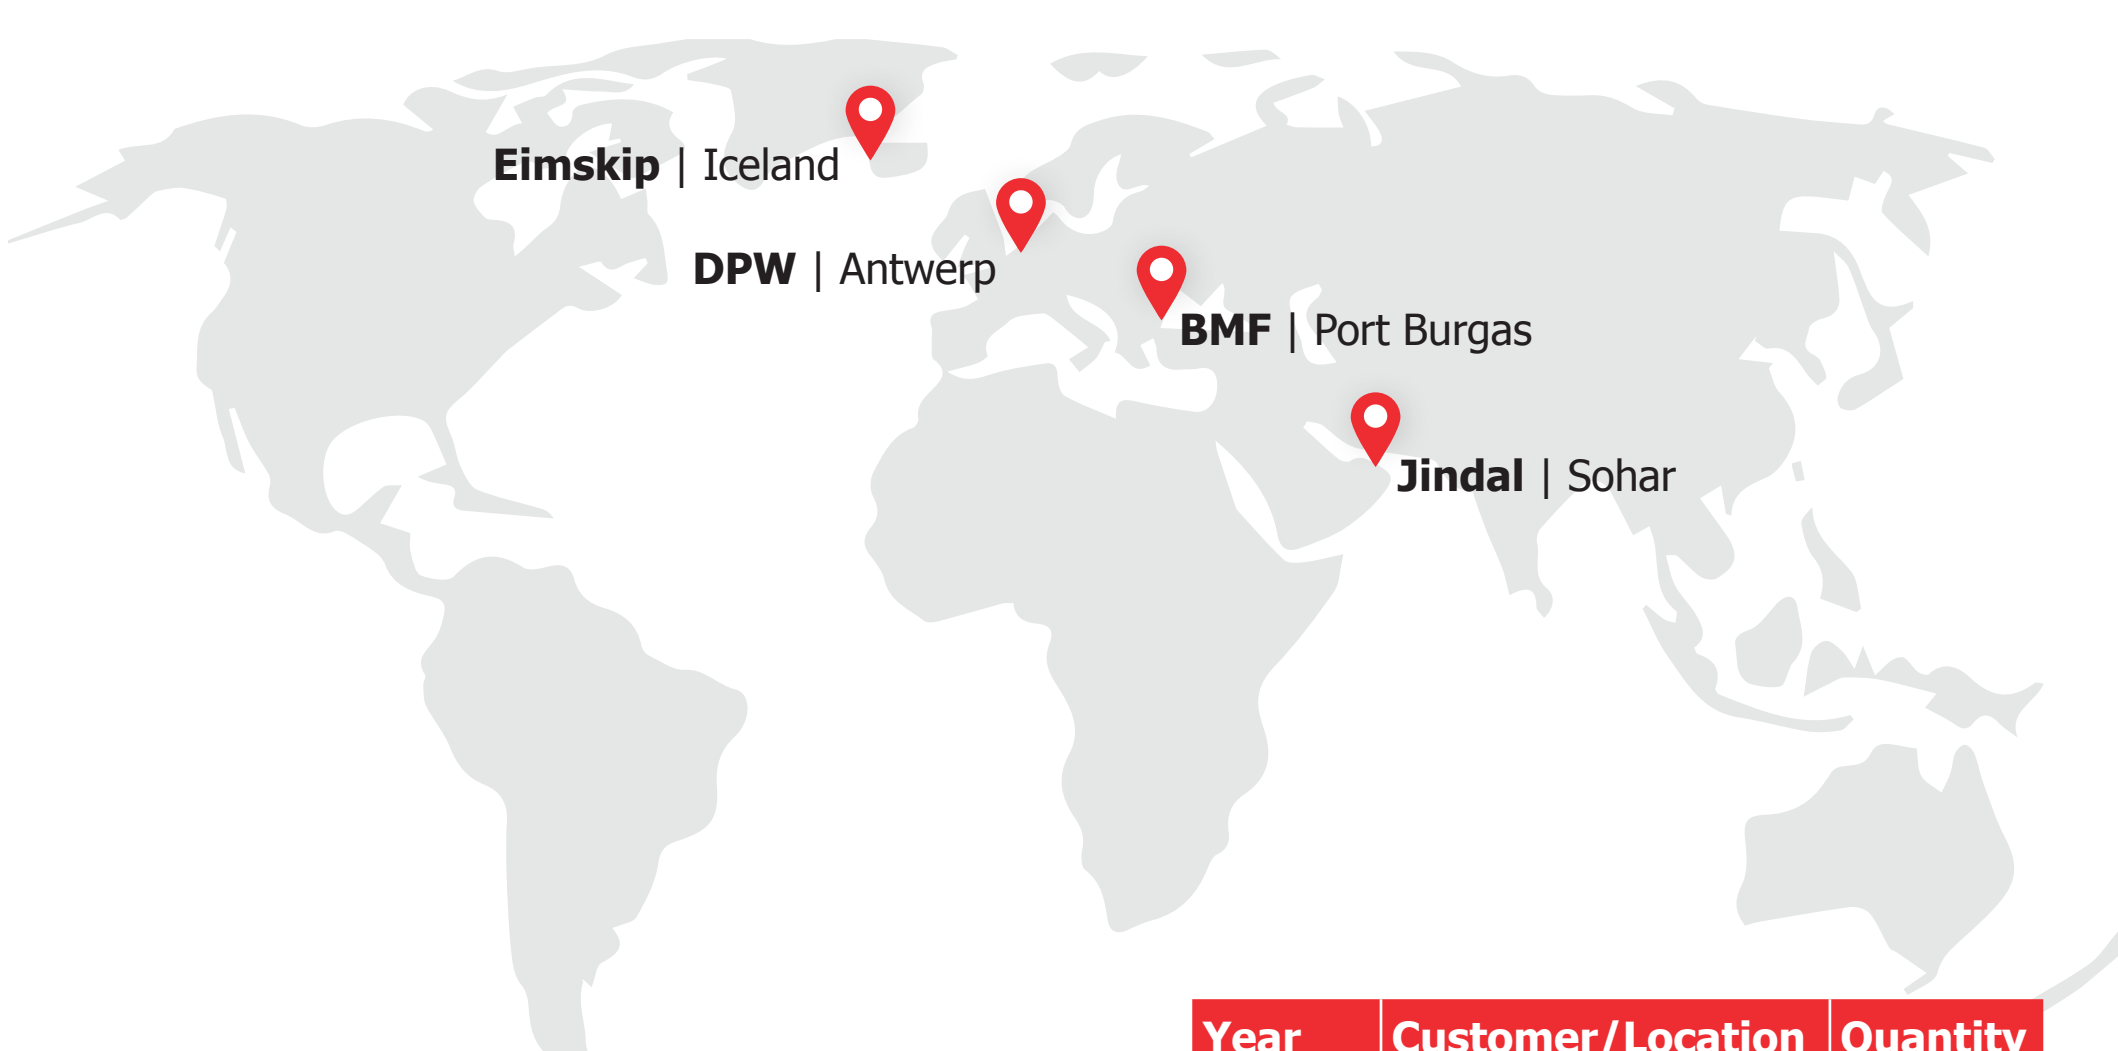 Eimskip | Iceland
DPW | Antwerp
BMF | Port Burgas
Jindal | Sohar
Year Customer/Location Quantity